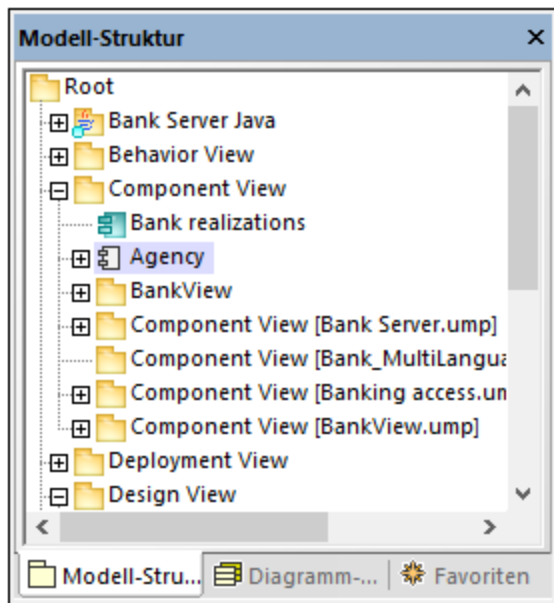 Modell-Struktur
Root
Bank Server Java
Behavior View
Component View
Bank realizations
Agency
BankView
Component View [Bank Server.ump]
Component View [Bank_MultiLangua
Component View [Banking access.um
Component View [BankView.ump]
Deployment View
Design View
Modell-Stru... Diagramm-... Favoriten